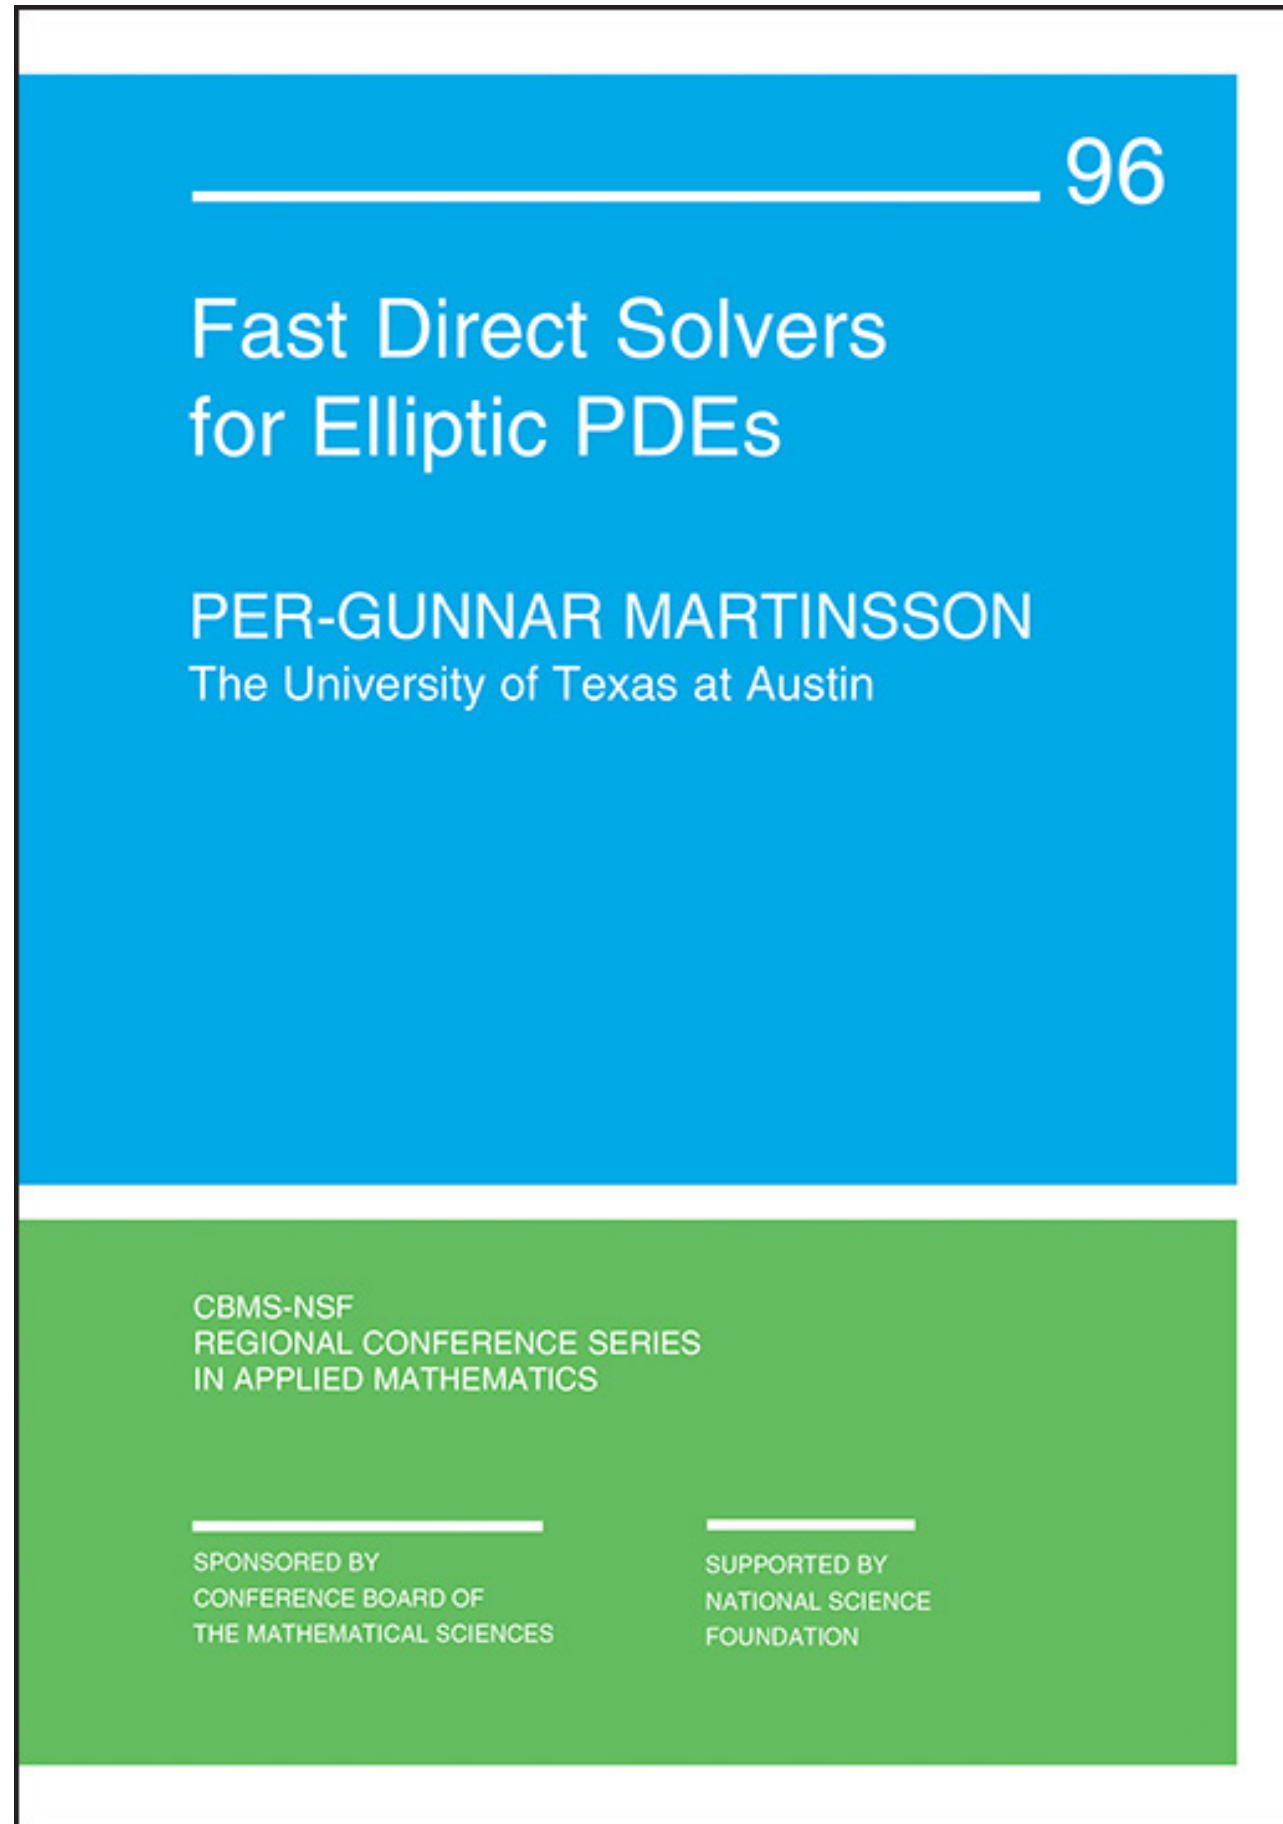 96
Fast Direct Solvers
for Elliptic PDEs
PER-GUNNAR MARTINSSON
The University of Texas at Austin
CBMS-NSF
REGIONAL CONFERENCE SERIES
IN APPLIED MATHEMATICS
SPONSORED BY
CONFERENCE BOARD OF
THE MATHEMATICAL SCIENCES
SUPPORTED BY
NATIONAL SCIENCE
FOUNDATION